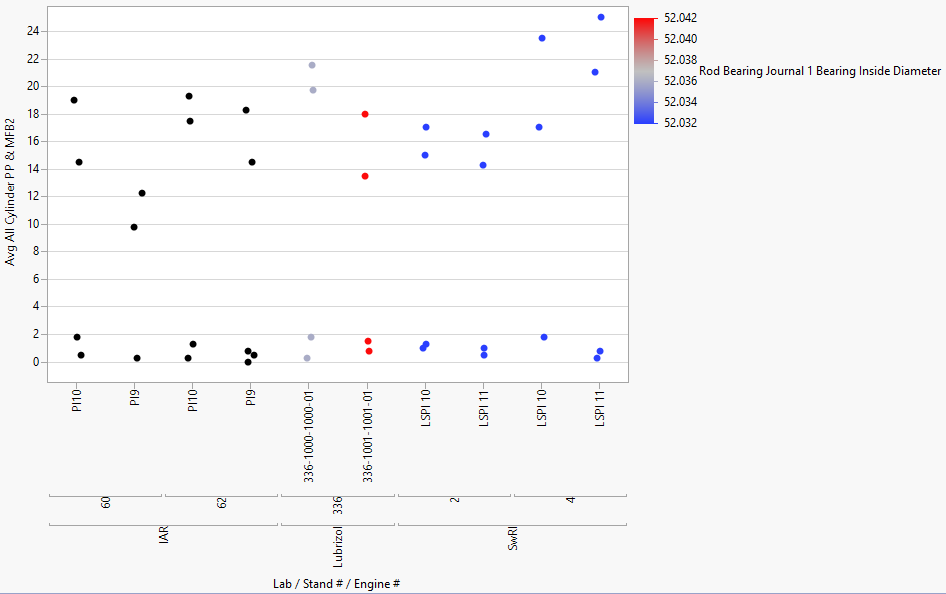 Avg All Cylinder PP & MFB2
24
22
20
18
16
14
12
10
8
6
4
2
0
52.042
52.040
52.038
52.036
52.034
52.032
Rod Bearing Journal 1 Bearing Inside Diameter
PI10
PI9
PI10
PI9
336-1000-1000-01
336-1001-1001-01
LSPI 10
LSPI 11
LSPI 10
LSPI 11
60
62
336
2
4
IAR
Lubrizol
SwRI
Lab / Stand # / Engine #